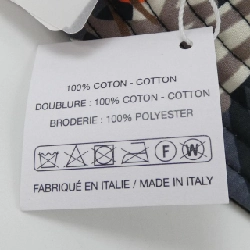 100% COTON - COTTON
DOUBLURE : 100% COTON - COTTON
BRODERIE : 100% POLYESTER
F W
FABRIQUÉ EN ITALIE / MADE IN ITALY